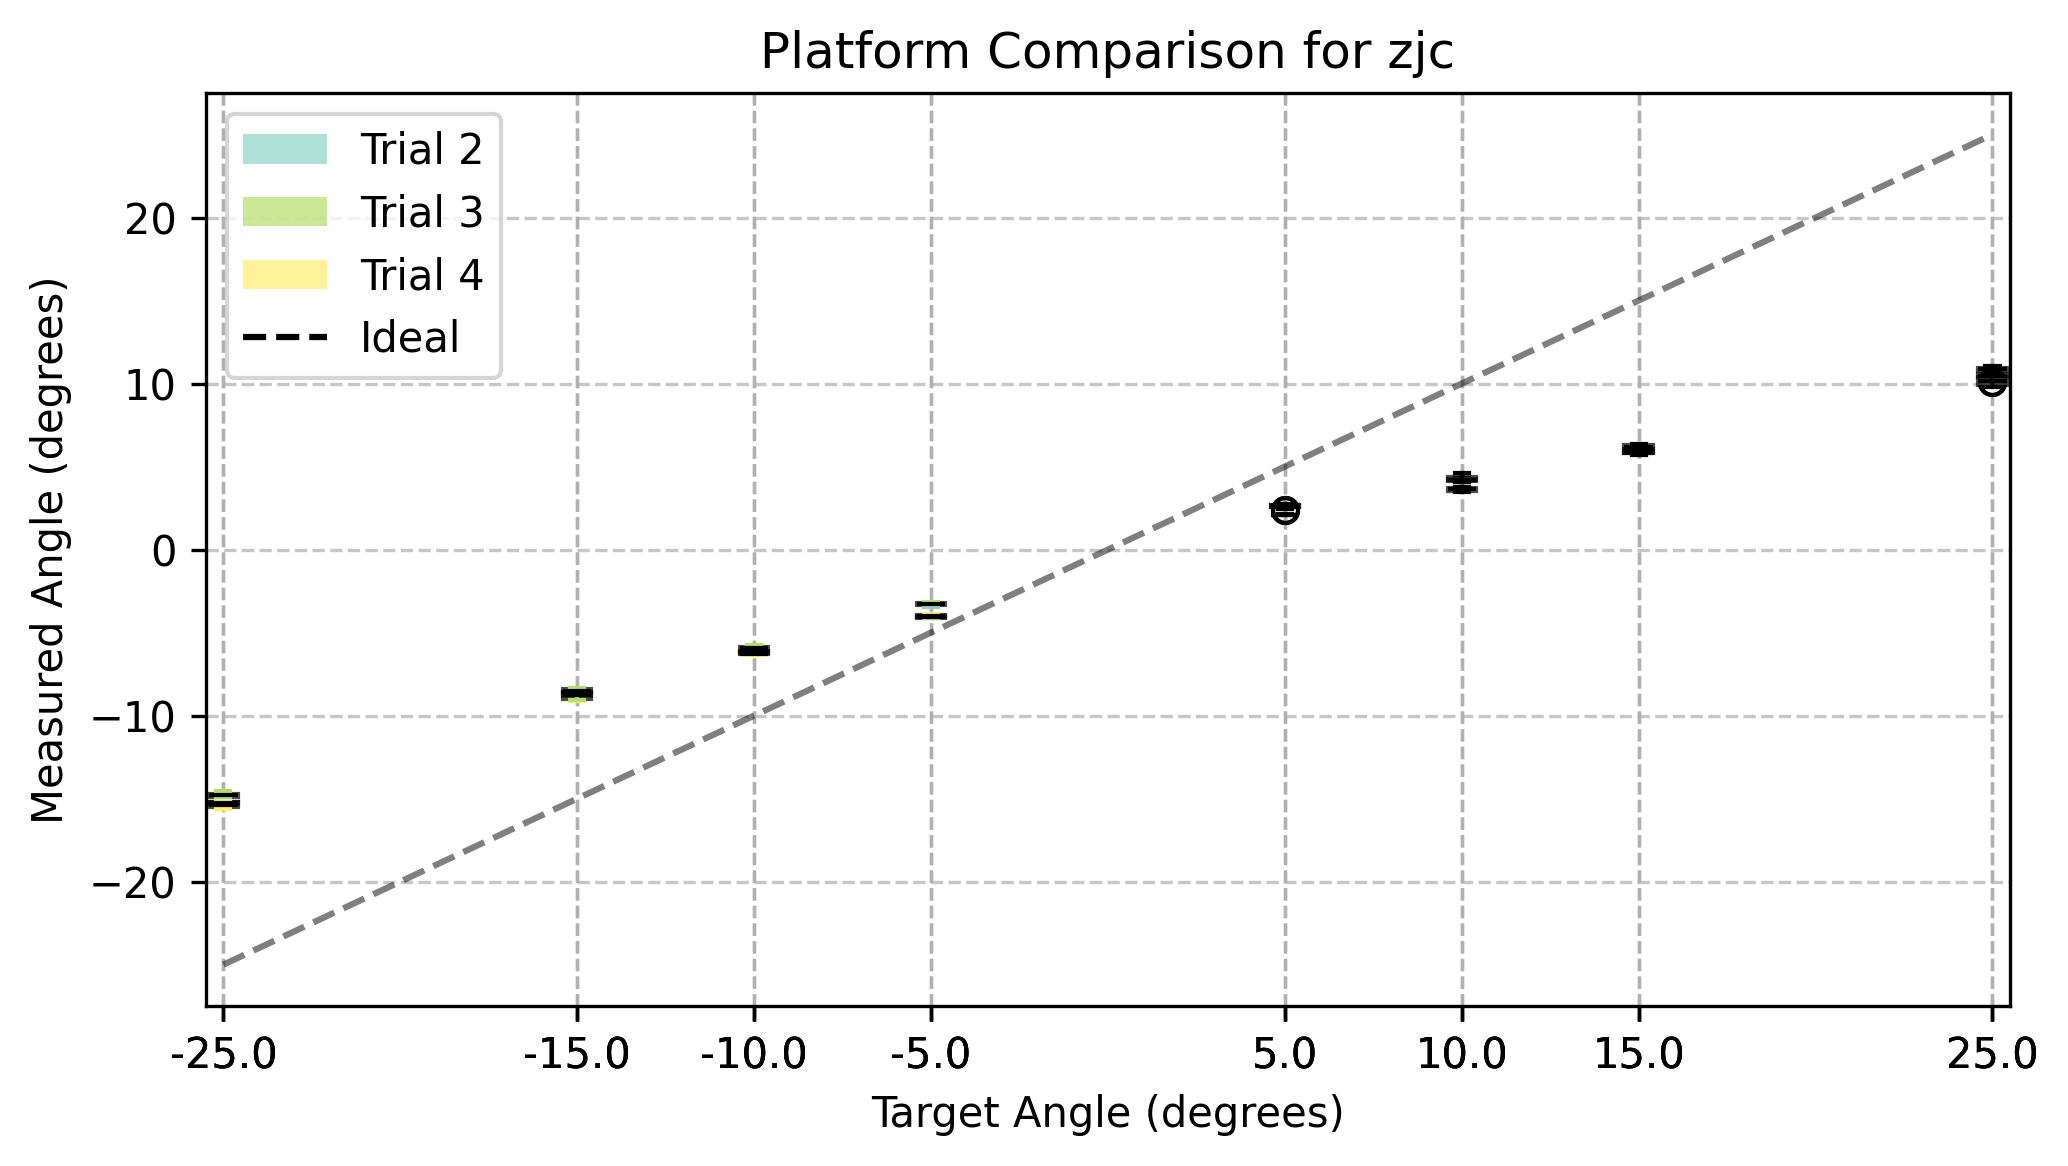 Platform Comparison for zjc
Trial 2
Trial 3
Trial 4
Ideal
20
10
0
−10
−20
Measured Angle (degrees)
-25.0 -15.0 -10.0 -5.0 5.0 10.0 15.0 25.0
Target Angle (degrees)